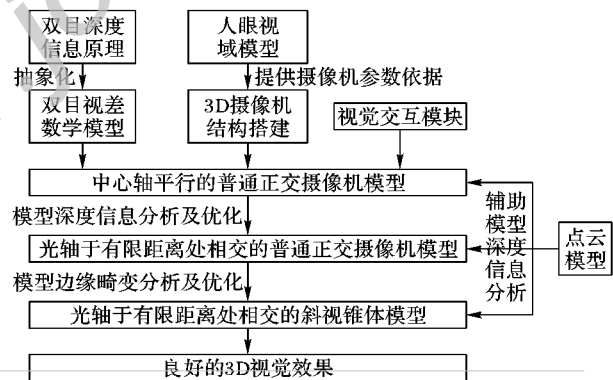 双目深度
信息原理
人眼视
域模型
抽象化
提供摄像机参数依据
双目视差
数学模型
3D摄像机
结构搭建
视觉交互模块
中心轴平行的普通正交摄像机模型
模型深度信息分析及优化
光轴于有限距离处相交的普通正交摄像机模型
模型边缘畸变分析及优化
光轴于有限距离处相交的斜视锥体模型
良好的3D视觉效果
辅助
模型
深度
信息
分析
点云
模型